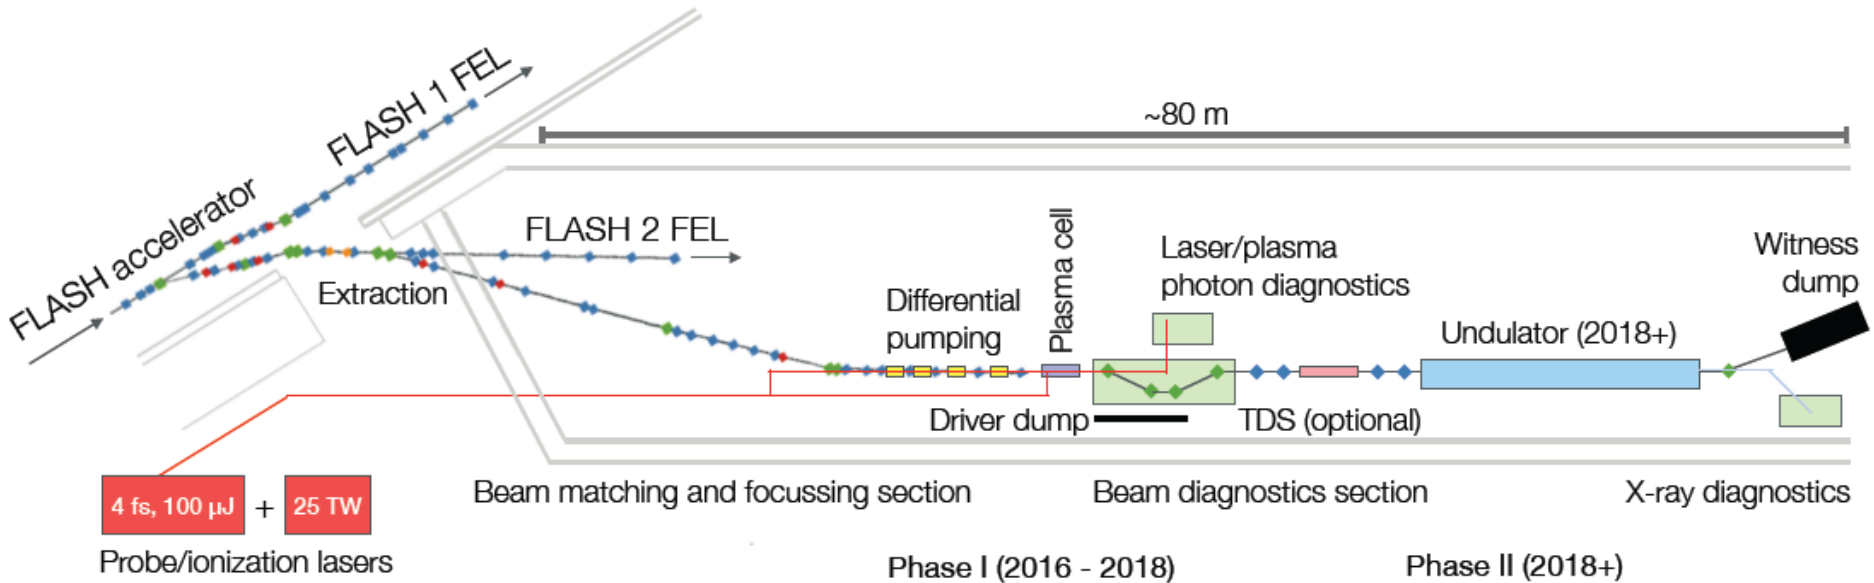 FLASH 1 FEL
~80 m
FLASH accelerator
FLASH 2 FEL
Extraction
Differential
pumping
Plasma cell
Laser/plasma
photon diagnostics
Witness
dump
Undulator (2018+)
Driver dump
TDS (optional)
4 fs, 100 µJ + 25 TW
Probe/ionization lasers
Beam matching and focussing section
Beam diagnostics section
X-ray diagnostics
Phase I (2016 - 2018)
Phase II (2018+)